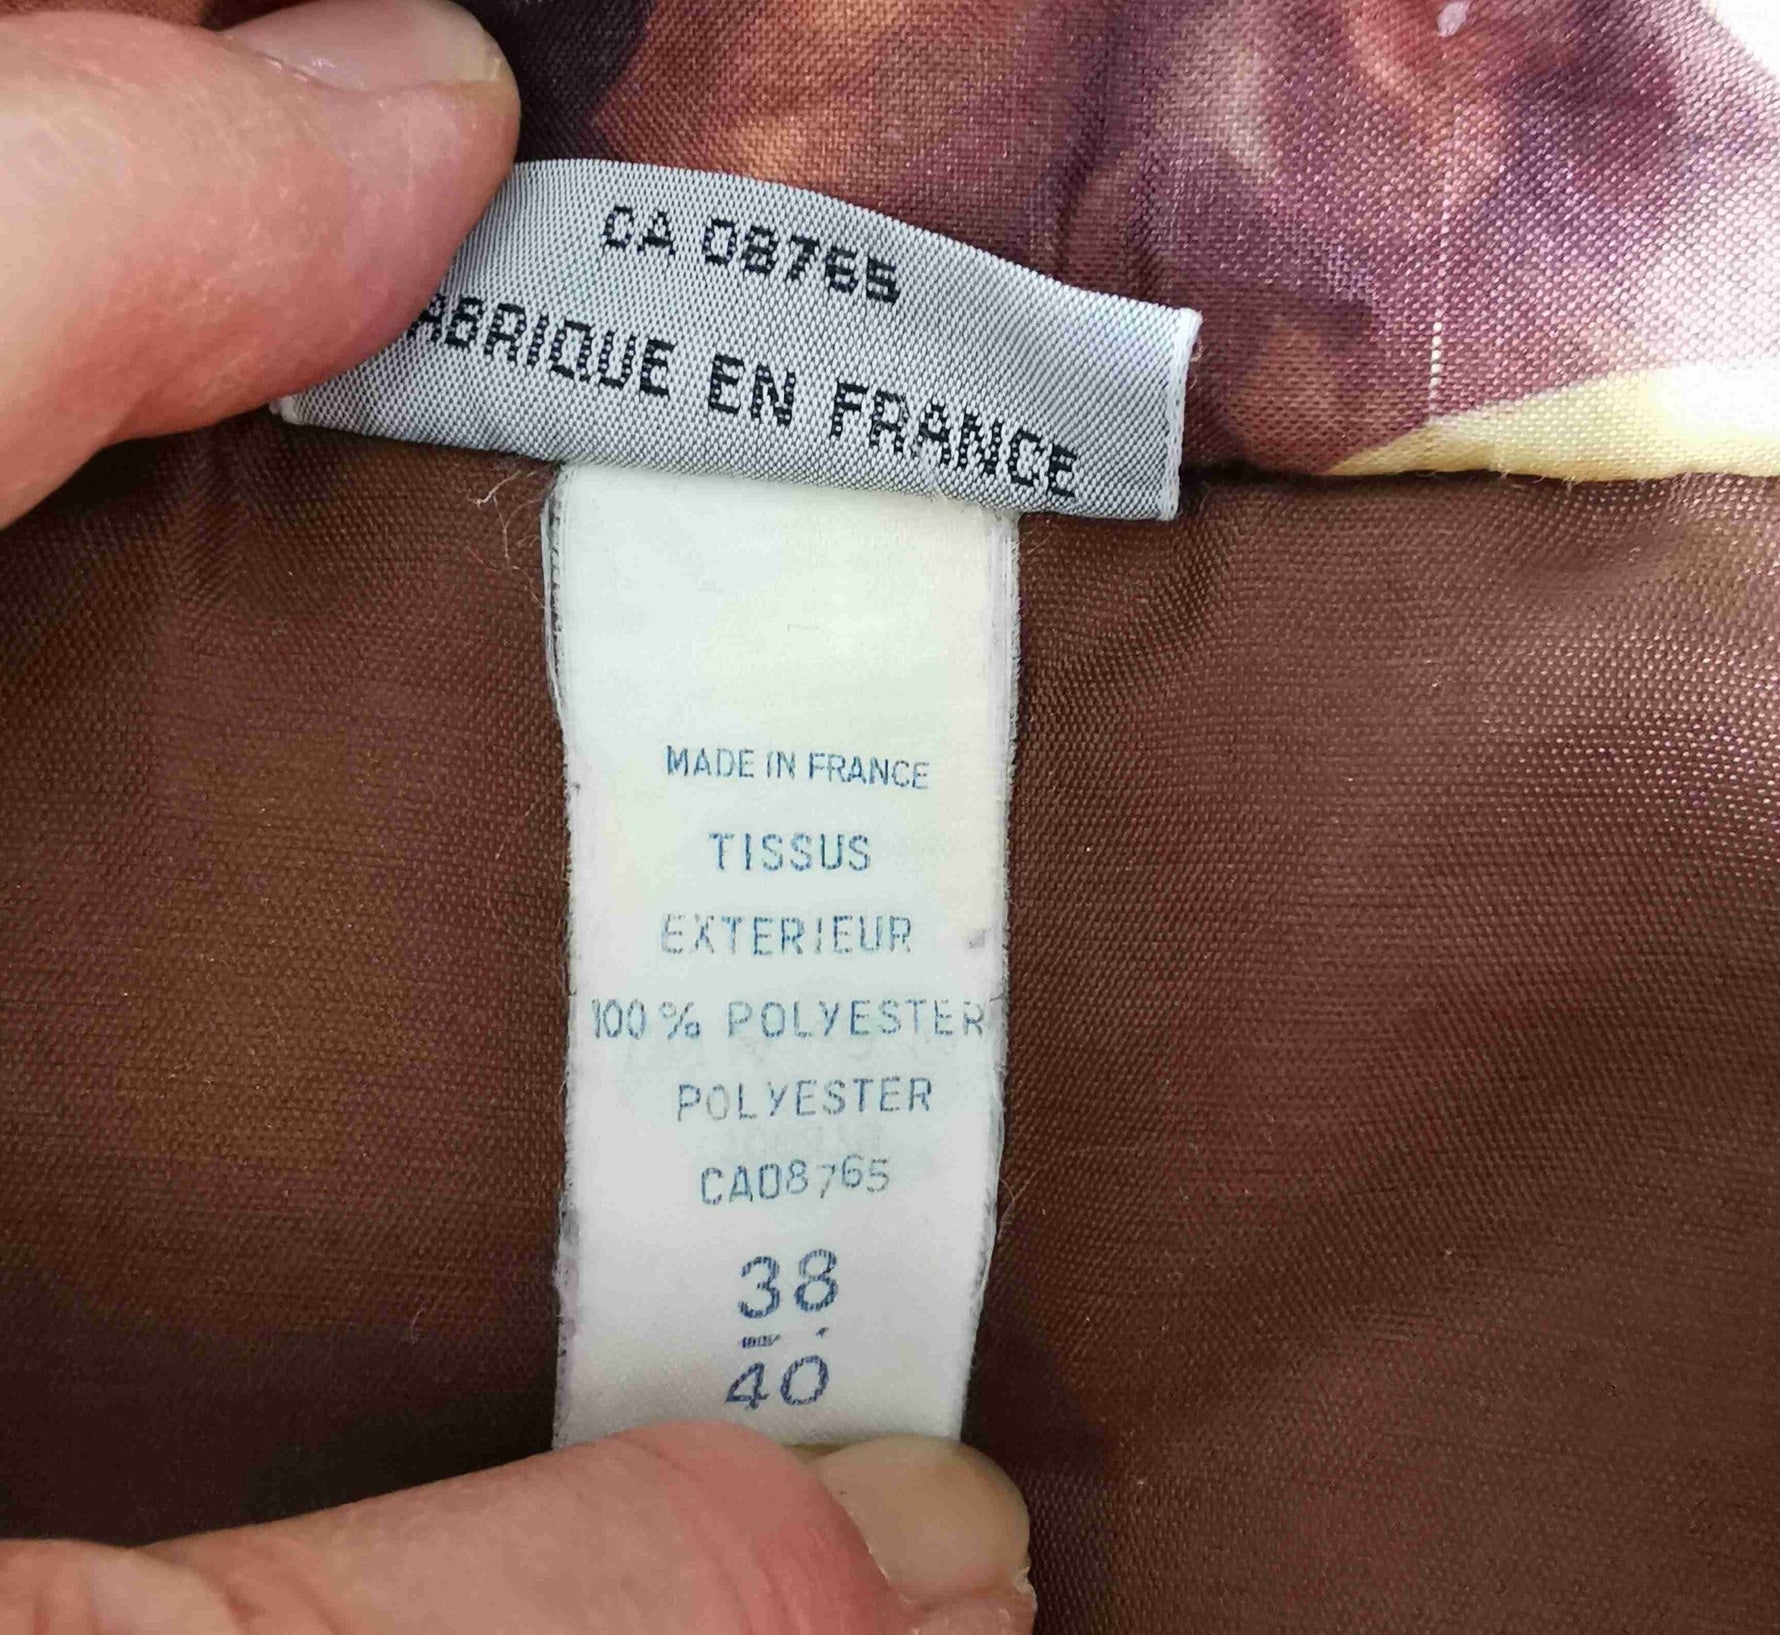 CA 08765
ABRIQUE EN FRANCE
MADE IN FRANCE
TISSUS
EXTERIEUR
100 % POLYESTER
POLYESTER
CA08765
38
40